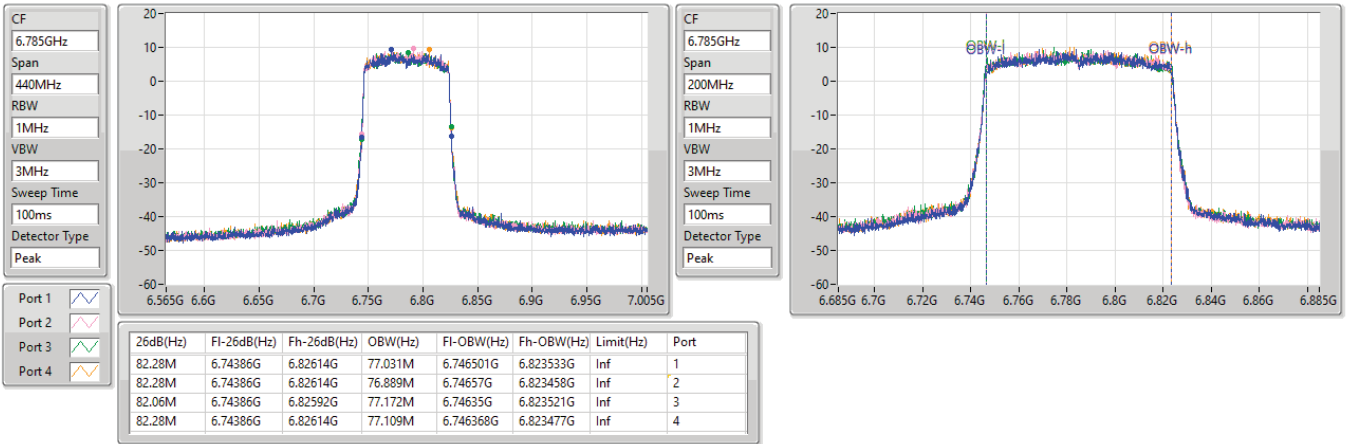 CF
6.785GHz
Span
440MHz
RBW
1MHz
VBW
3MHz
Sweep Time
100ms
Detector Type
Peak
20
10
0
-10
-20
-30
-40
-50
-60
6.565G 6.6G 6.65G 6.7G 6.75G 6.8G 6.85G 6.9G 6.95G 7.005G
CF
6.785GHz
Span
200MHz
RBW
1MHz
VBW
3MHz
Sweep Time
100ms
Detector Type
Peak
20
10
0
-10
-20
-30
-40
-50
-60
OBW-l OBW-h
6.685G 6.7G 6.72G 6.74G 6.76G 6.78G 6.8G 6.82G 6.84G 6.86G 6.885G
Port 1
Port 2
Port 3
Port 4
26dB(Hz) Fl-26dB(Hz) Fh-26dB(Hz) OBW(Hz) Fl-OBW(Hz) Fh-OBW(Hz) Limit(Hz) Port
82.28M 6.74386G 6.82614G 77.031M 6.746501G 6.823533G Inf 1
82.28M 6.74386G 6.82614G 76.889M 6.74657G 6.823458G Inf 2
82.06M 6.74386G 6.82592G 77.172M 6.74635G 6.823521G Inf 3
82.28M 6.74386G 6.82614G 77.109M 6.746368G 6.823477G Inf 4